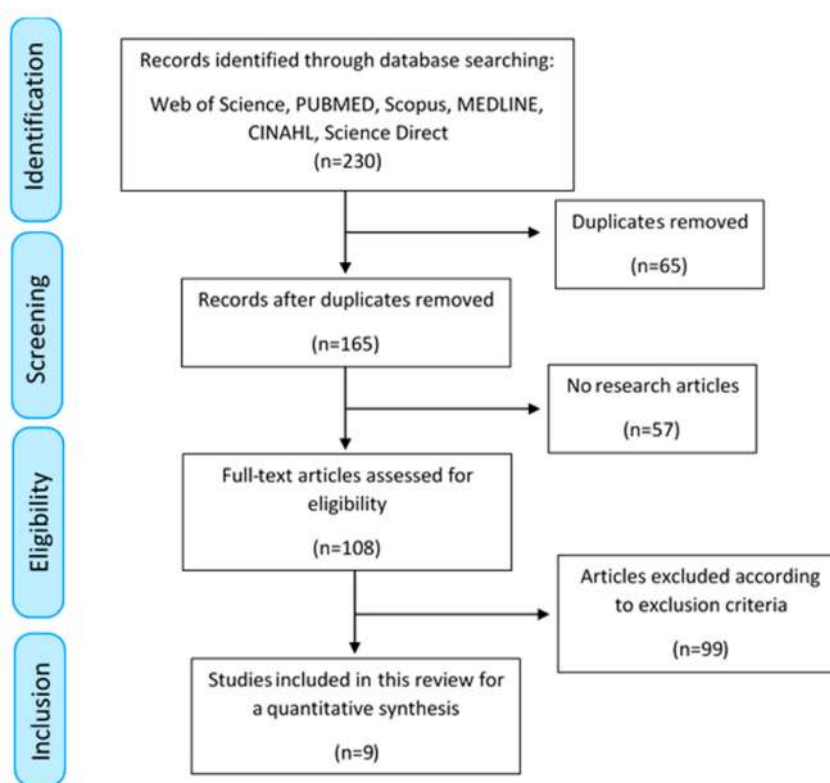 Identification
Records identified through database searching:
Web of Science, PUBMED, Scopus, MEDLINE,
CINAHL, Science Direct
(n=230)
Duplicates removed
(n=65)
Screening
Records after duplicates removed
(n=165)
No research articles
(n=57)
Eligibility
Full-text articles assessed for
eligibility
(n=108)
Articles excluded according
to exclusion criteria
(n=99)
Inclusion
Studies included in this review for
a quantitative synthesis
(n=9)